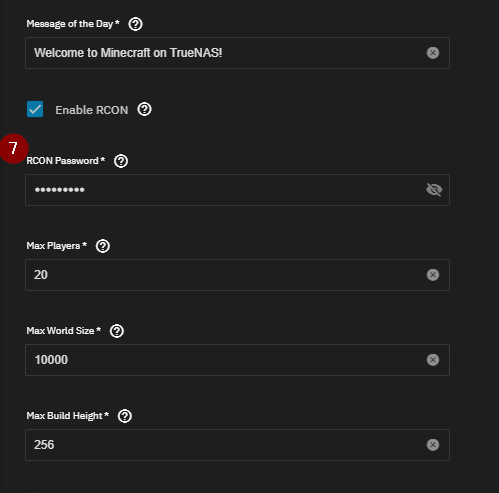 Message of the Day *
Welcome to Minecraft on TrueNAS!
Enable RCON
7
RCON Password *
•••••••••
Max Players *
20
Max World Size *
10000
Max Build Height *
256